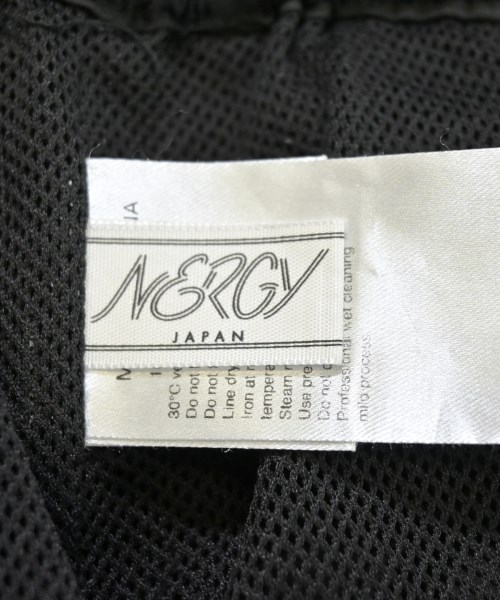 NERGY
JAPAN
30°C
Do not
Do not
Line dry
Iron at
tempera
Steam
Use pre
Do not
Professional wet cleaning
mild process